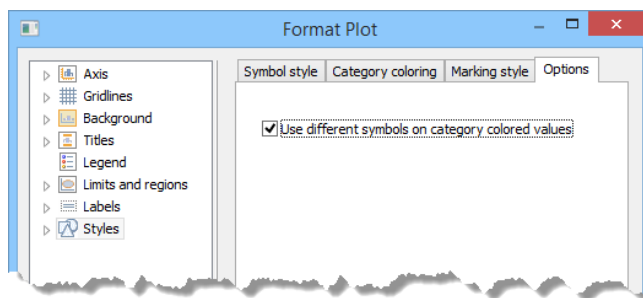 Format Plot
Axis
Gridlines
Background
Titles
Legend
Limits and regions
Labels
Styles
Symbol style Category coloring Marking style Options
Use different symbols on category colored values